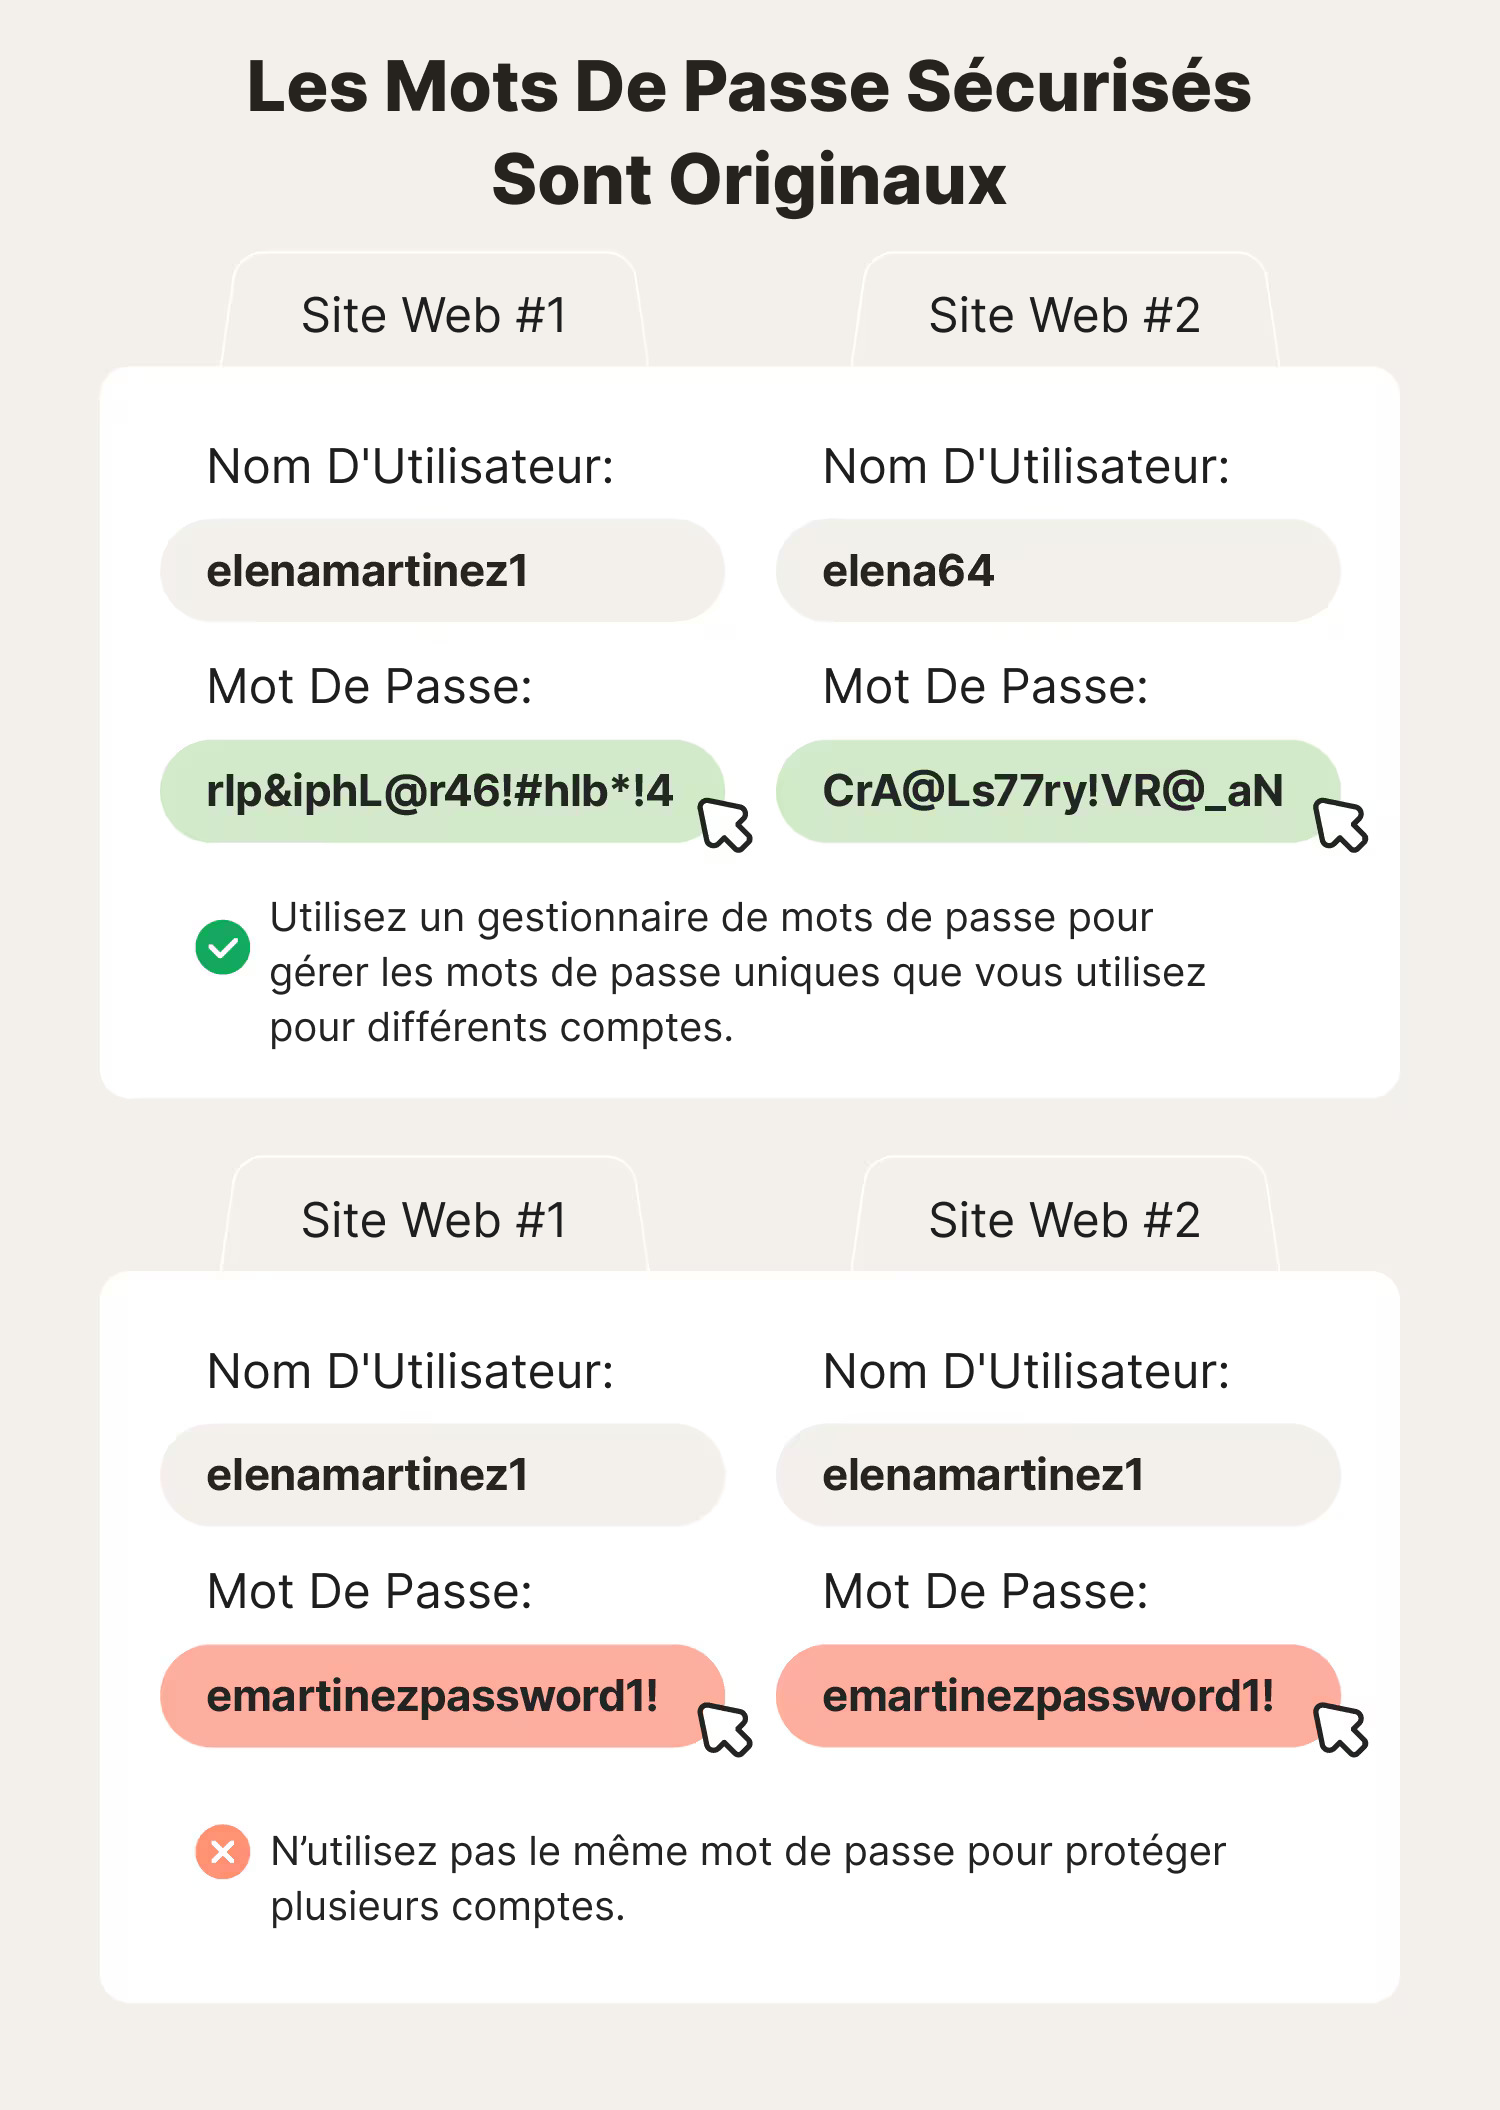 Les Mots De Passe Sécurisés
Sont Originaux
Site Web #1
Site Web #2
Nom D'Utilisateur:
Nom D'Utilisateur:
elenamartinez1
elena64
Mot De Passe:
Mot De Passe:
rlp&iphL@r46!#hlb*!4
CrA@Ls77ry!VR@_aN
Utilisez un gestionnaire de mots de passe pour
gérer les mots de passe uniques que vous utilisez
pour différents comptes.
Site Web #1
Site Web #2
Nom D'Utilisateur:
Nom D'Utilisateur:
elenamartinez1
elenamartinez1
Mot De Passe:
Mot De Passe:
emartinezpassword1!
emartinezpassword1!
N’utilisez pas le même mot de passe pour protéger
plusieurs comptes.